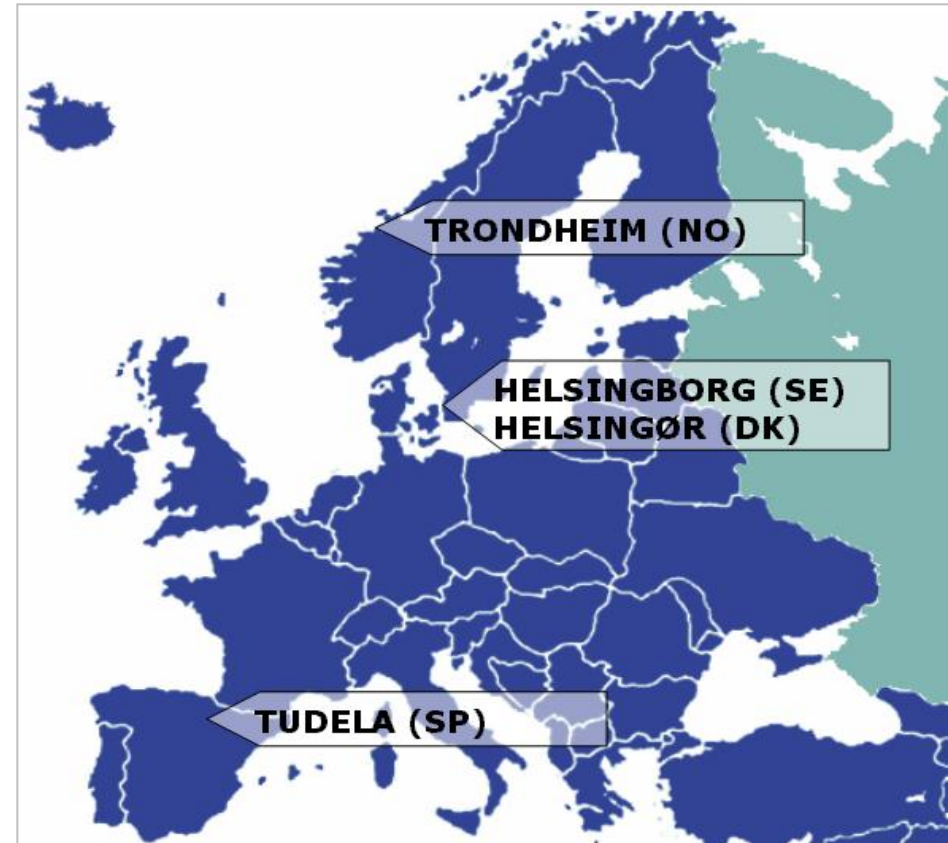 TRONDHEIM (NO)
HELSINGBORG (SE)
HELSINGØR (DK)
TUDELA (SP)